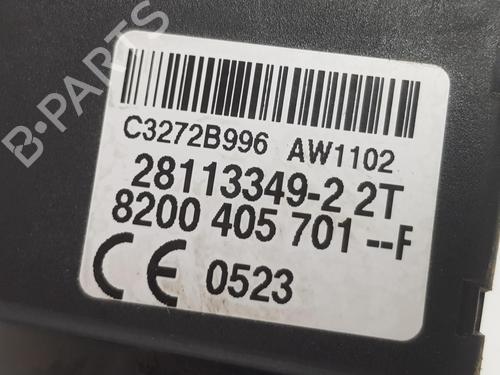 B-PARTS
C3272B996 AW1102
28113349-2 2T
8200 405 701 --F
CE 0523